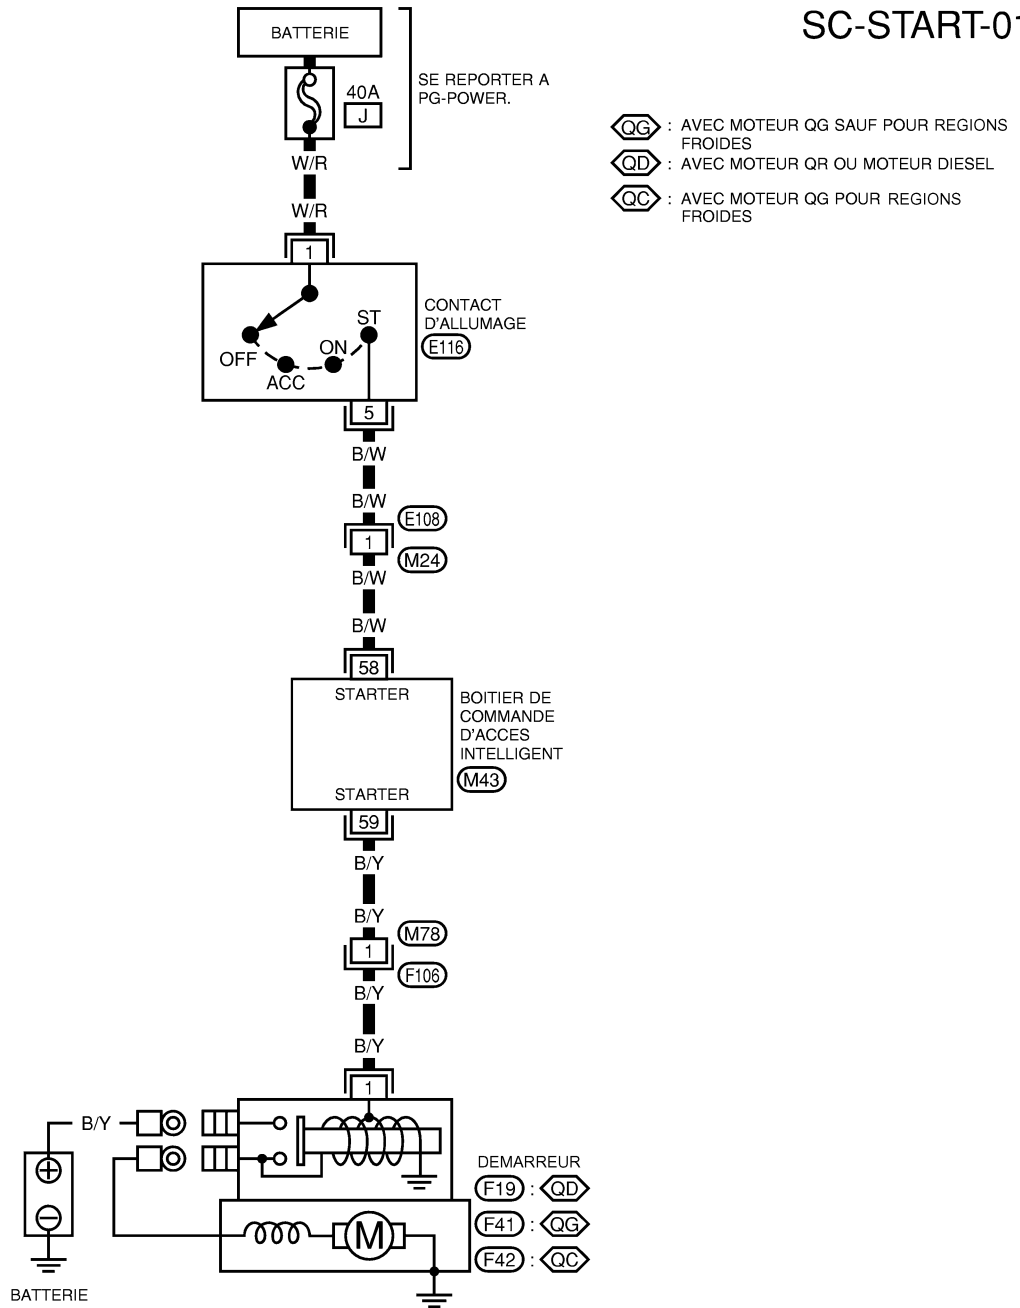 SC-START-01
BATTERIE
40A
J
SE REPORTER A
PG-POWER.
W/R
W/R
QG : AVEC MOTEUR QG SAUF POUR REGIONS
FROIDES
QD : AVEC MOTEUR QR OU MOTEUR DIESEL
QC : AVEC MOTEUR QG POUR REGIONS
FROIDES
1
CONTACT
D'ALLUMAGE
E116
ST
ON
OFF
ACC
5
B/W
B/W
E108
1
M24
B/W
B/W
58
STARTER
BOITIER DE
COMMANDE
D'ACCES
INTELLIGENT
M43
STARTER
59
B/Y
B/Y
M78
1
F106
B/Y
B/Y
1
B/Y
DEMARREUR
F19 : QD
F41 : QG
F42 : QC
M
BATTERIE